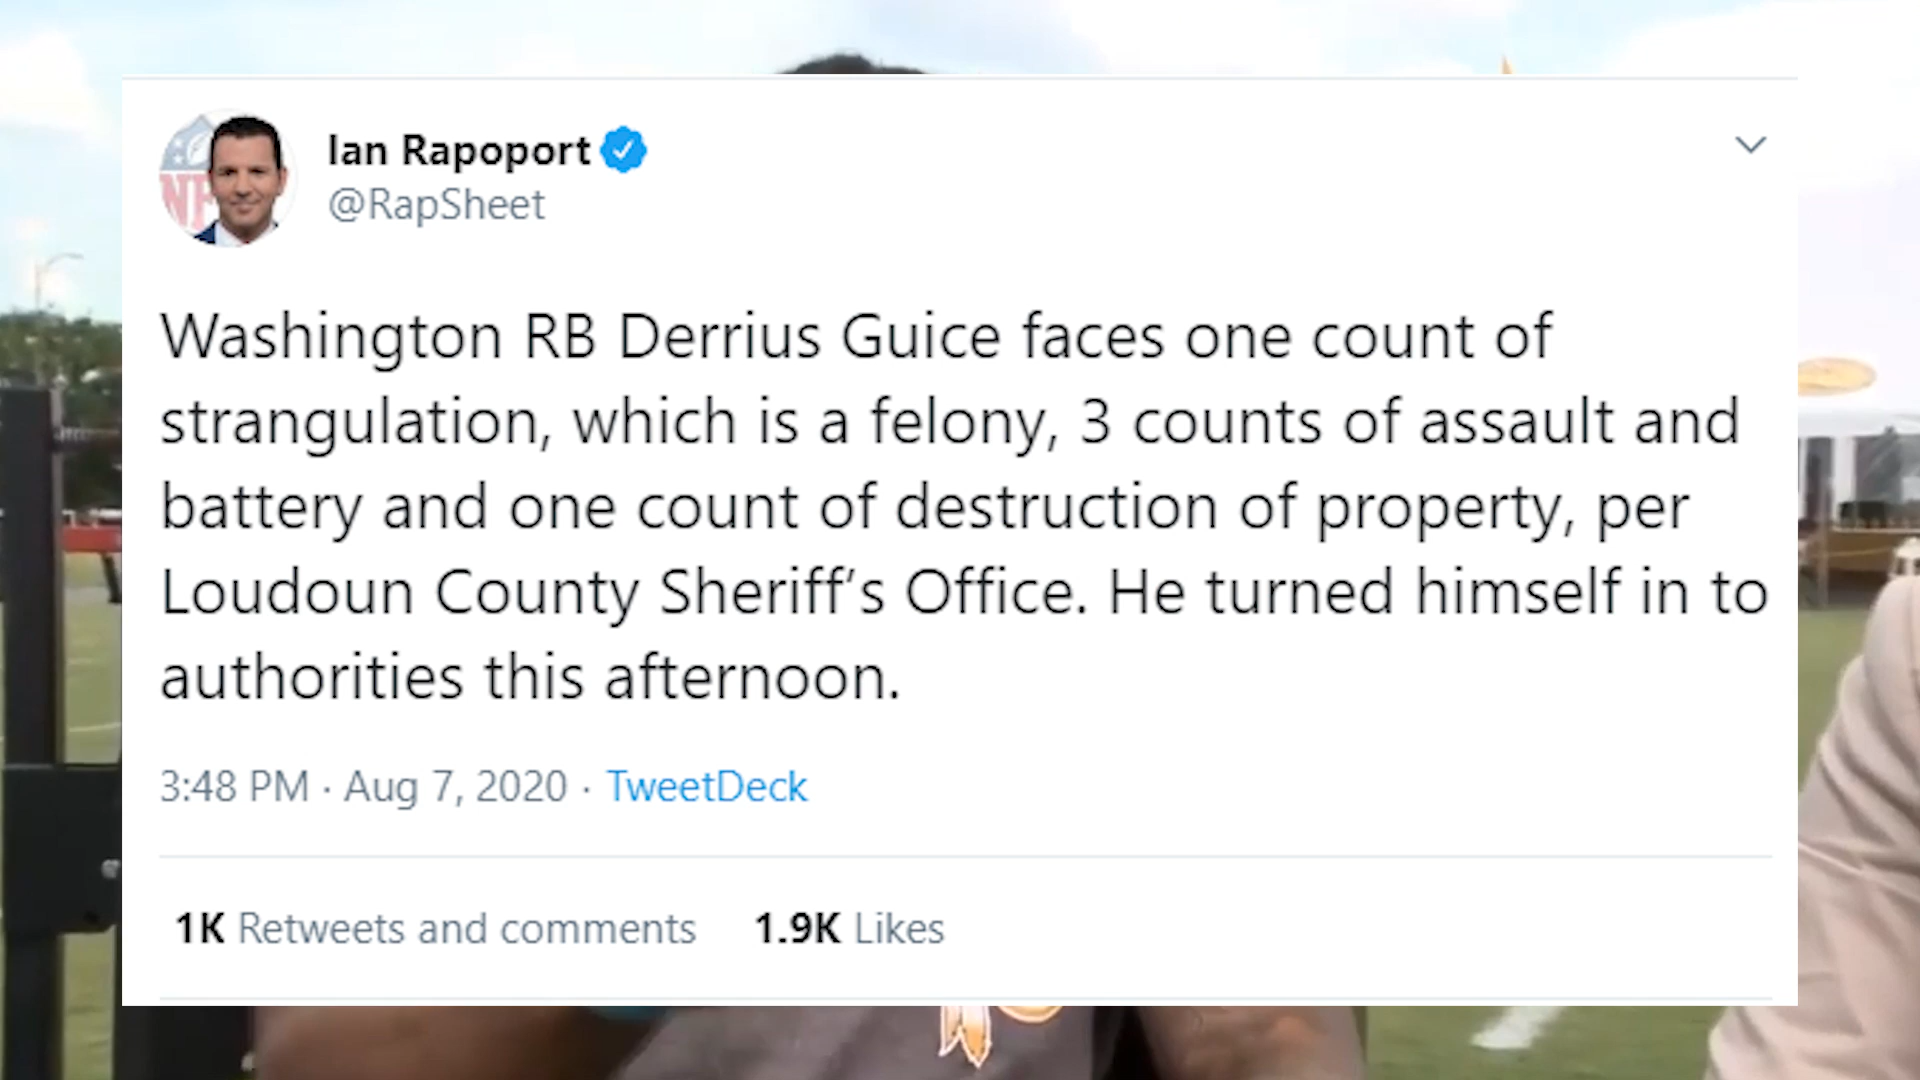 Ian Rapoport
@RapSheet
Washington RB Derrius Guice faces one count of
strangulation, which is a felony, 3 counts of assault and
battery and one count of destruction of property, per
Loudoun County Sheriff's Office. He turned himself in to
authorities this afternoon.
3:48 PM · Aug 7, 2020 · TweetDeck
1K Retweets and comments 1.9K Likes